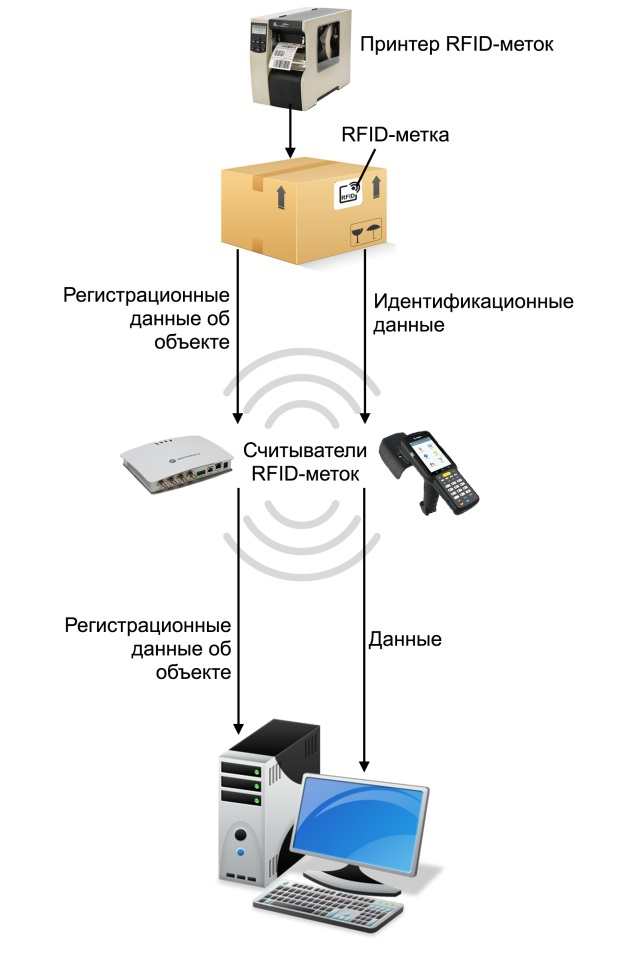 Принтер RFID-меток
RFID-метка
RFID
Регистрационные
данные об
объекте
Идентификационные
данные
Считыватели
RFID-меток
Регистрационные
данные об
объекте
Данные